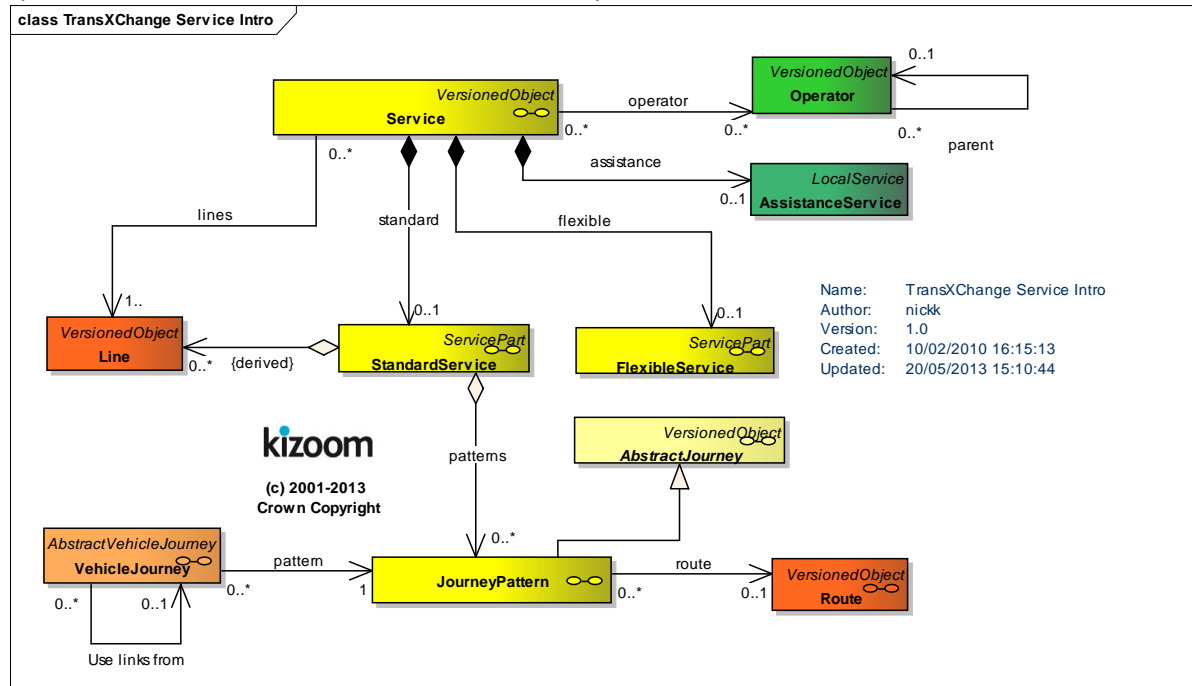 class TransXChange Service Intro
VersionedObject
Service
0..*
operator
0..*
0..*
VersionedObject
Operator
0..1
0..*
parent
assistance
0..1
LocalService
AssistanceService
lines
standard
flexible
1..
0..1
0..1
VersionedObject
Line
0..*
{derived}
ServicePart
StandardService
ServicePart
FlexibleService
Name: TransXChange Service Intro
Author: nickk
Version: 1.0
Created: 10/02/2010 16:15:13
Updated: 20/05/2013 15:10:44
kizoom
(c) 2001-2013
Crown Copyright
patterns
0..*
VersionedObject
AbstractJourney
AbstractVehicleJourney
VehicleJourney
0..*
0..1
Use links from
0..*
pattern
1
JourneyPattern
0..*
route
0..1
VersionedObject
Route